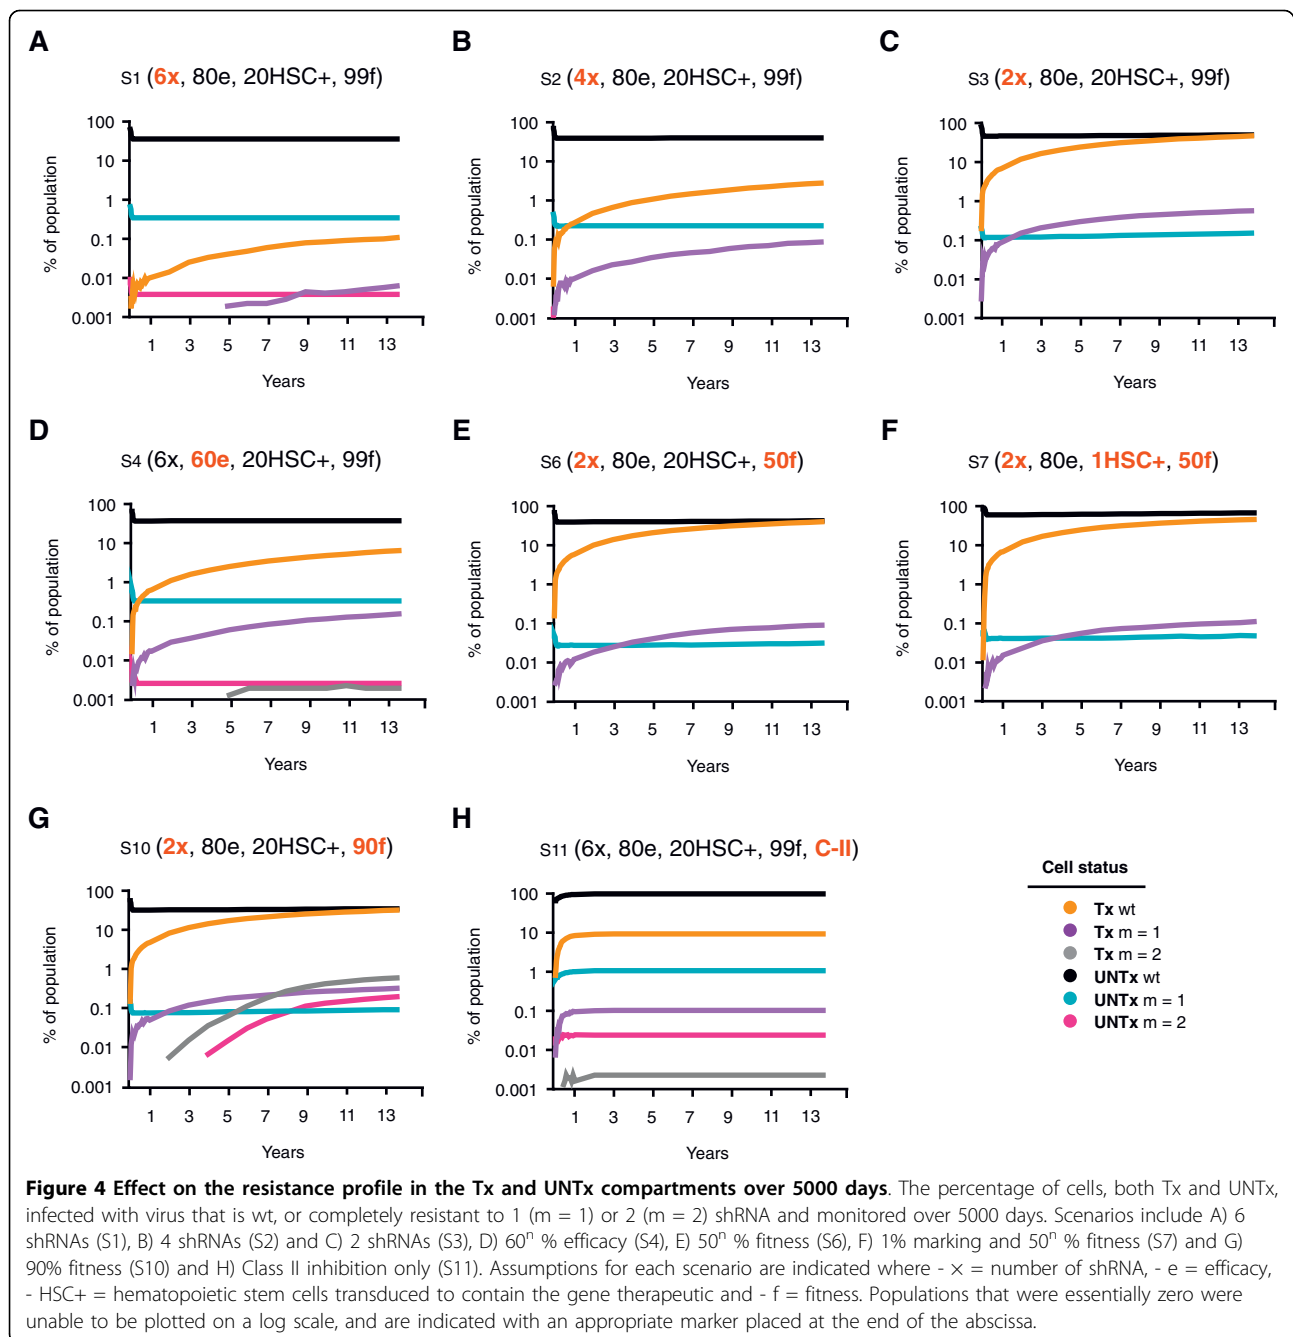 A
S1 (6x, 80e, 20HSC+, 99f)
% of population
100
10
1
0.1
0.01
0.001
1 3 5 7 9 11 13
Years
B
S2 (4x, 80e, 20HSC+, 99f)
% of population
100
10
1
0.1
0.01
0.001
1 3 5 7 9 11 13
Years
C
S3 (2x, 80e, 20HSC+, 99f)
% of population
100
10
1
0.1
0.01
0.001
1 3 5 7 9 11 13
Years
D
S4 (6x, 60e, 20HSC+, 99f)
% of population
100
10
1
0.1
0.01
0.001
1 3 5 7 9 11 13
Years
E
S6 (2x, 80e, 20HSC+, 50f)
% of population
100
10
1
0.1
0.01
0.001
1 3 5 7 9 11 13
Years
F
S7 (2x, 80e, 1HSC+, 50f)
% of population
100
10
1
0.1
0.01
0.001
1 3 5 7 9 11 13
Years
G
S10 (2x, 80e, 20HSC+, 90f)
% of population
100
10
1
0.1
0.01
0.001
1 3 5 7 9 11 13
Years
H
S11 (6x, 80e, 20HSC+, 99f, C-II)
% of population
100
10
1
0.1
0.01
0.001
1 3 5 7 9 11 13
Years
Cell status
Tx wt
Tx m = 1
Tx m = 2
UNTx wt
UNTx m = 1
UNTx m = 2
Figure 4 Effect on the resistance profile in the Tx and UNTx compartments over 5000 days. The percentage of cells, both Tx and UNTx,
infected with virus that is wt, or completely resistant to 1 (m = 1) or 2 (m = 2) shRNA and monitored over 5000 days. Scenarios include A) 6
shRNAs (S1), B) 4 shRNAs (S2) and C) 2 shRNAs (S3), D) 60ⁿ % efficacy (S4), E) 50ⁿ % fitness (S6), F) 1% marking and 50ⁿ % fitness (S7) and G)
90% fitness (S10) and H) Class II inhibition only (S11). Assumptions for each scenario are indicated where - × = number of shRNA, - e = efficacy,
- HSC+ = hematopoietic stem cells transduced to contain the gene therapeutic and - f = fitness. Populations that were essentially zero were
unable to be plotted on a log scale, and are indicated with an appropriate marker placed at the end of the abscissa.